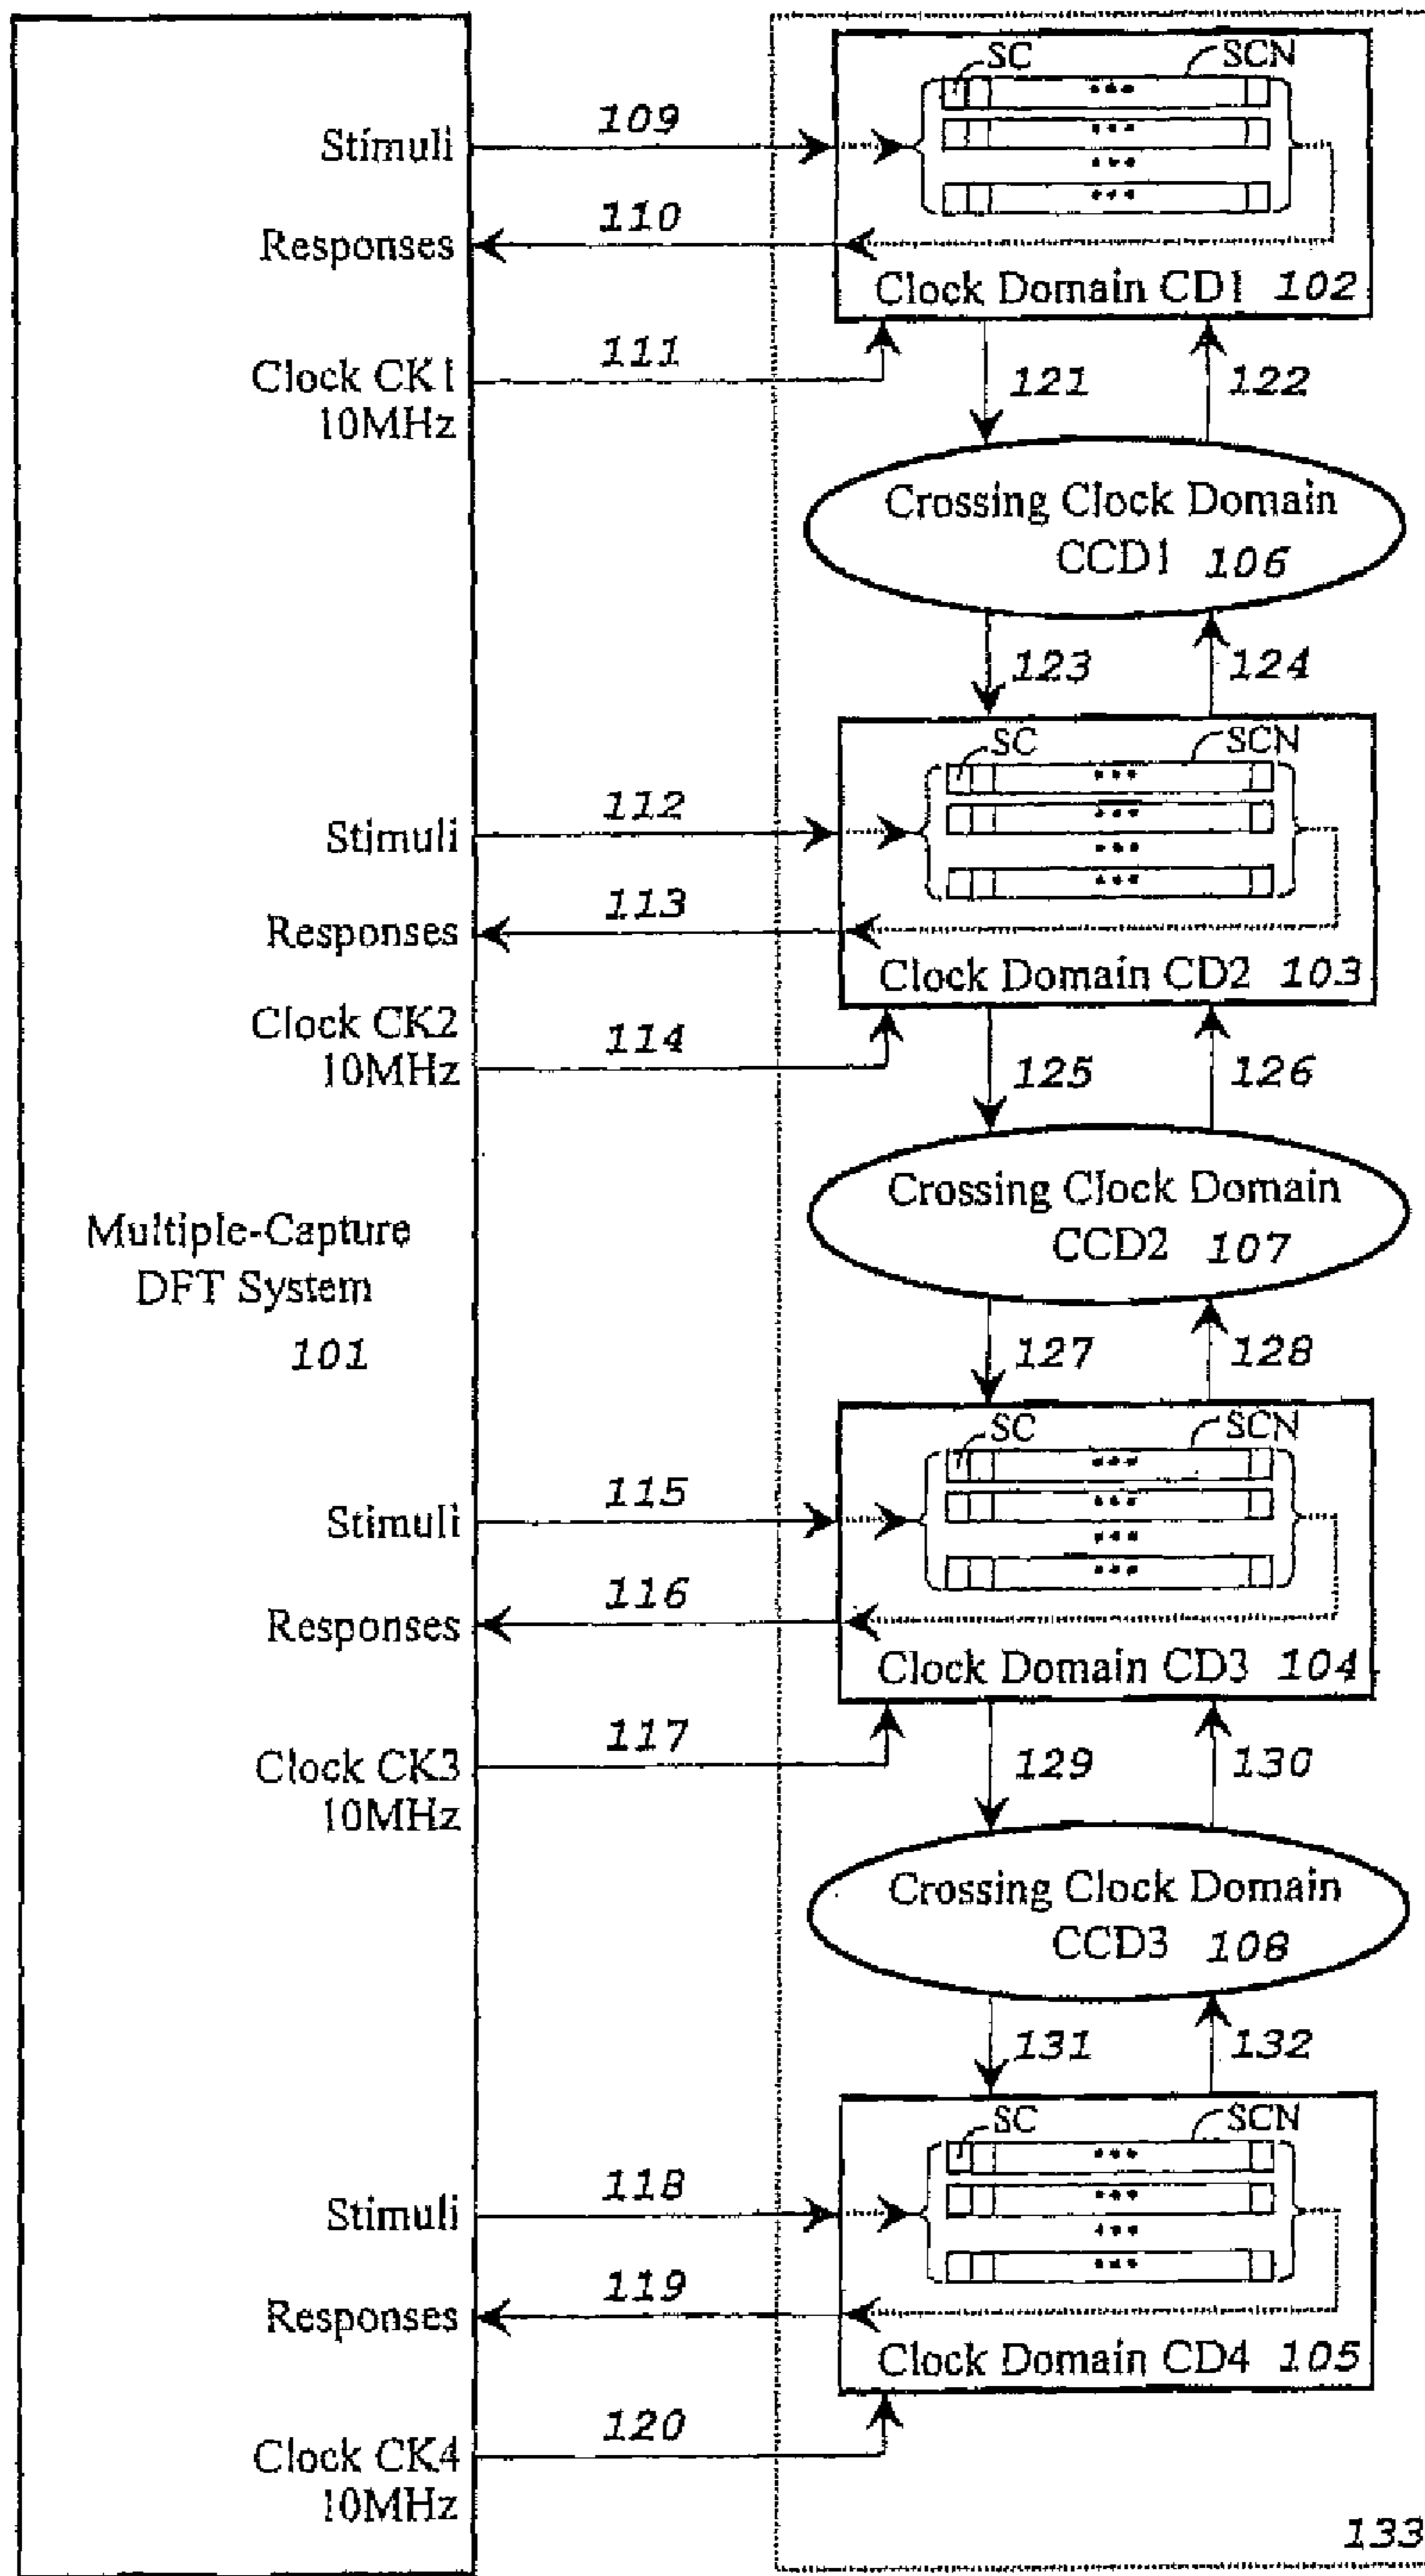 SC
SCN
Stimuli
109
Responses
110
Clock Domain CD1 102
Clock CK1
10MHz
111
121
122
Crossing Clock Domain
CCD1 106
123
124
SC
SCN
Stimuli
112
Responses
113
Clock Domain CD2 103
Clock CK2
10MHz
114
125
126
Crossing Clock Domain
CCD2 107
Multiple-Capture
DFT System
101
127
128
SC
SCN
Stimuli
115
Responses
116
Clock Domain CD3 104
Clock CK3
10MHz
117
129
130
Crossing Clock Domain
CCD3 108
131
132
SC
SCN
Stimuli
118
Responses
119
Clock Domain CD4 105
Clock CK4
10MHz
120
133